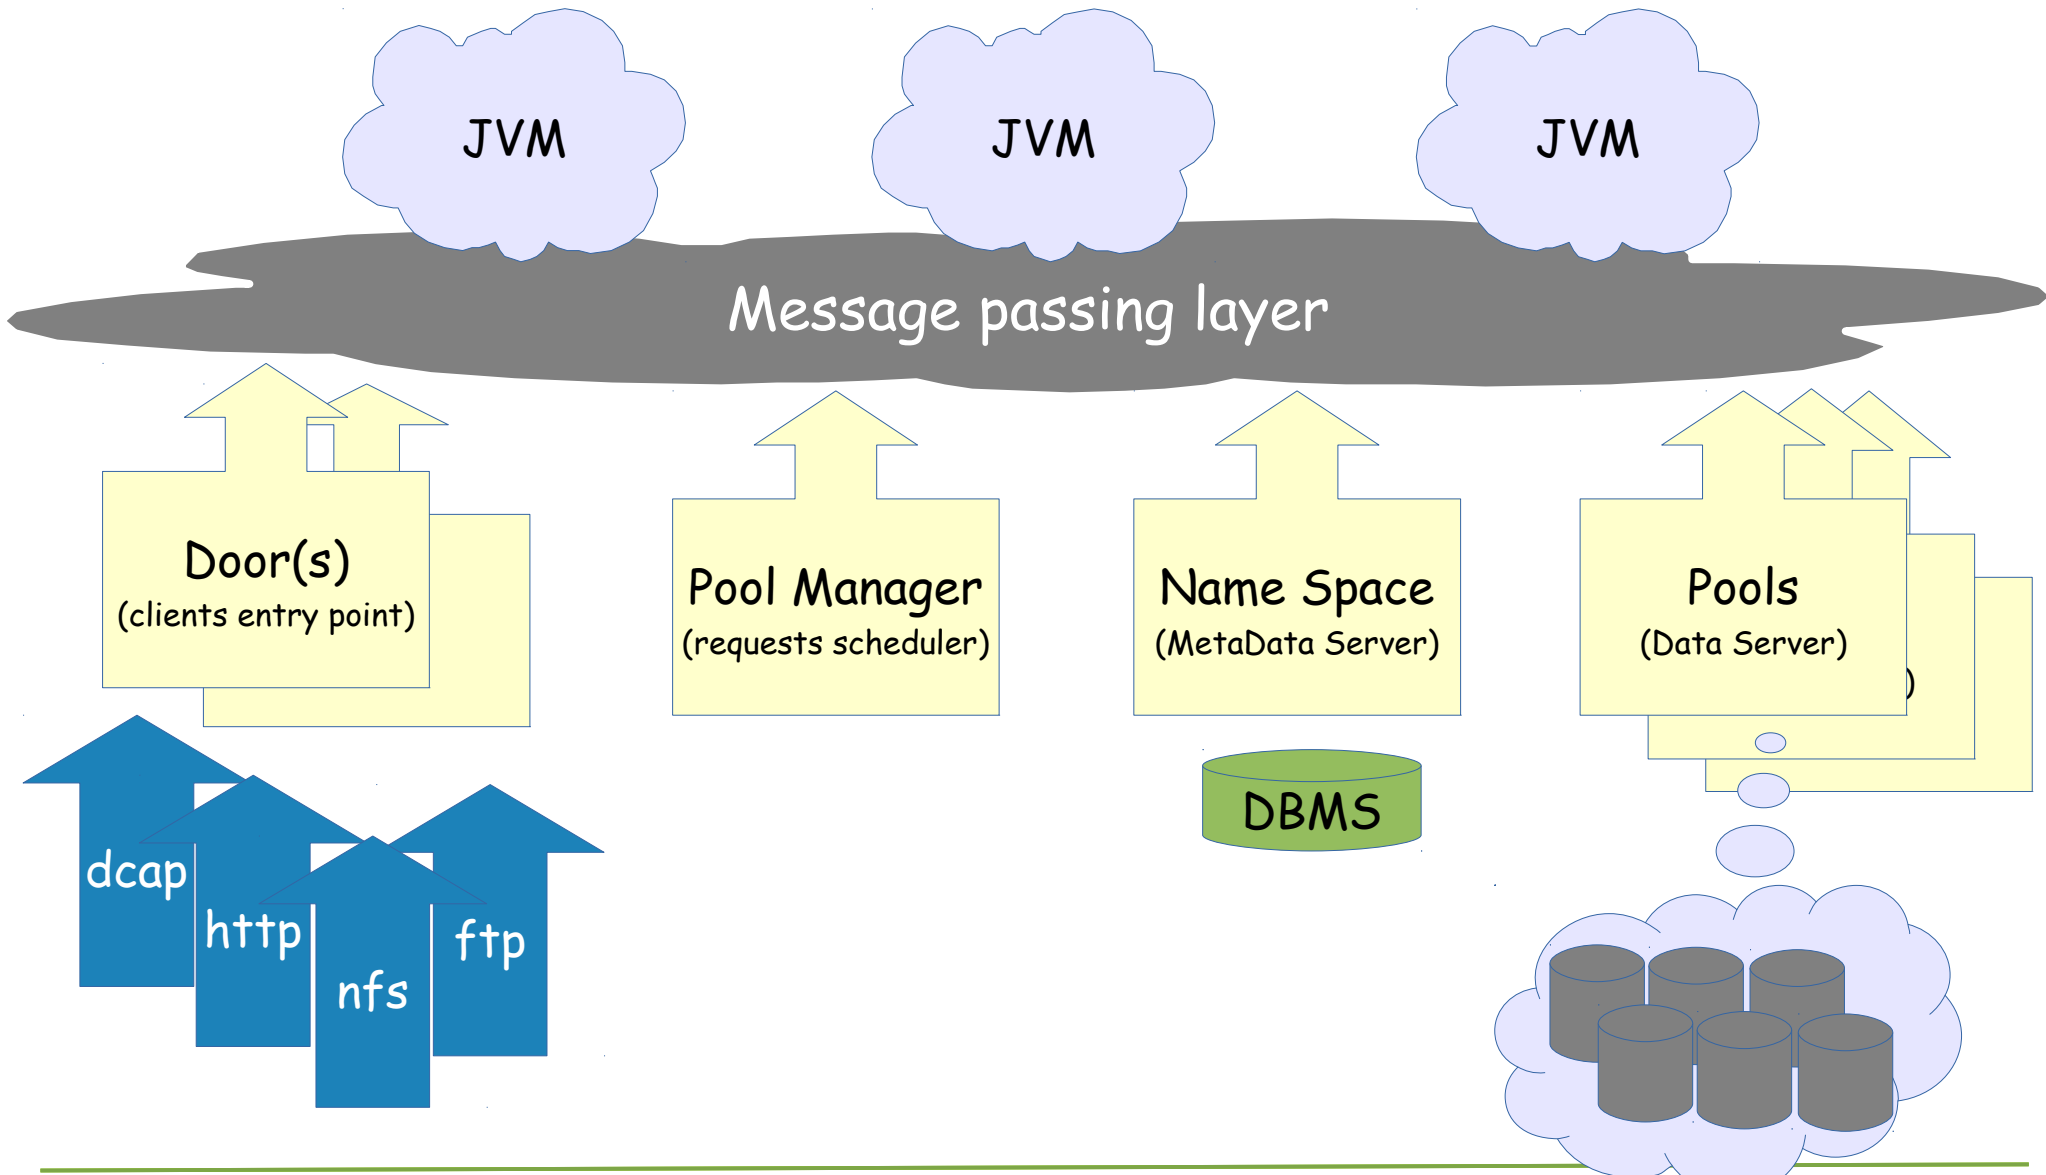 JVM
JVM
JVM
Message passing layer
Door(s)
(clients entry point)
Pool Manager
(requests scheduler)
Name Space
(MetaData Server)
Pools
(Data Server)
)
DBMS
dcap
http
nfs
ftp